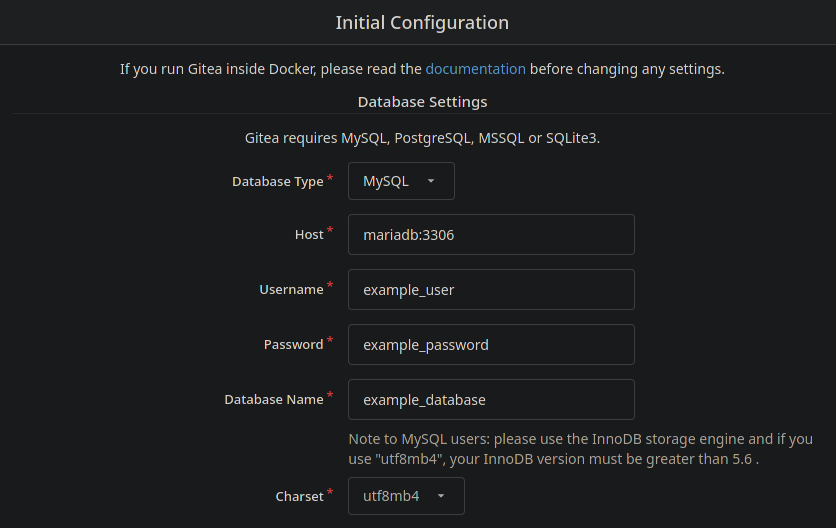 Initial Configuration
If you run Gitea inside Docker, please read the documentation before changing any settings.
Database Settings
Gitea requires MySQL, PostgreSQL, MSSQL or SQLite3.
Database Type * MySQL
Host * mariadb:3306
Username * example_user
Password * example_password
Database Name * example_database
Note to MySQL users: please use the InnoDB storage engine and if you
use "utf8mb4", your InnoDB version must be greater than 5.6 .
Charset * utf8mb4